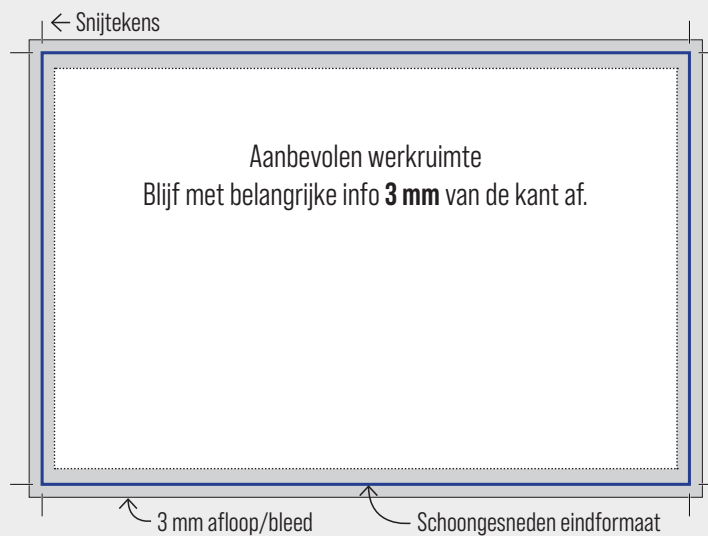 ← Snijtekens
Aanbevolen werkruimte
Blijf met belangrijke info 3 mm van de kant af.
3 mm afloop/bleed
Schoongesneden eindformaat